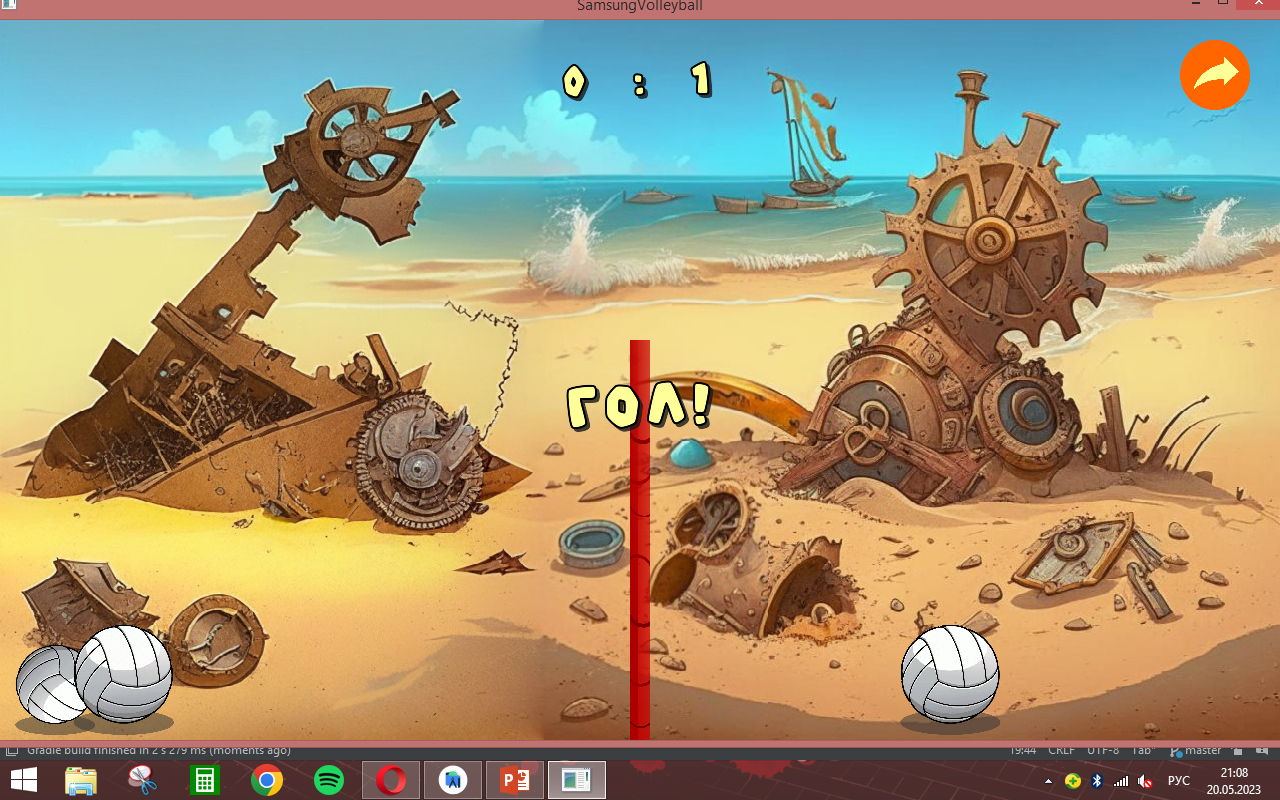 SamsungVolleyball
0 : 1
ГОЛ!
Gradle build finished in 2 s 279 ms (moments ago)
19:44 CRLF UTF-8 Tab* master
P
РУС
21:08
20.05.2023